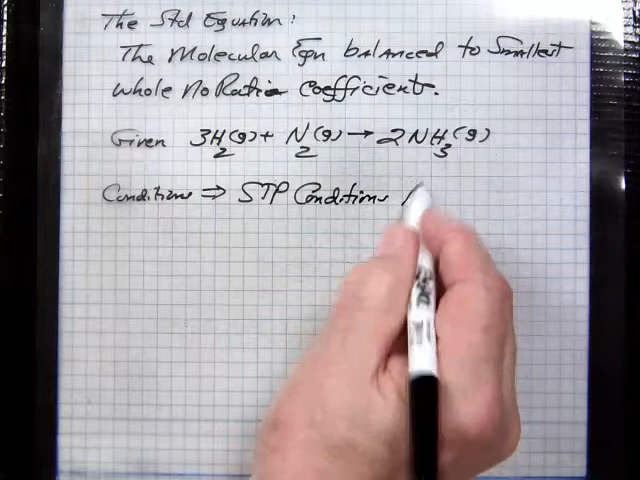 The Std Equation:
The Molecular Eqn balanced to Smallest
Whole No Ratio coefficient.
Given 3H2(g) + N2(g) → 2NH3(g)
Conditions ⇒ STP Conditions